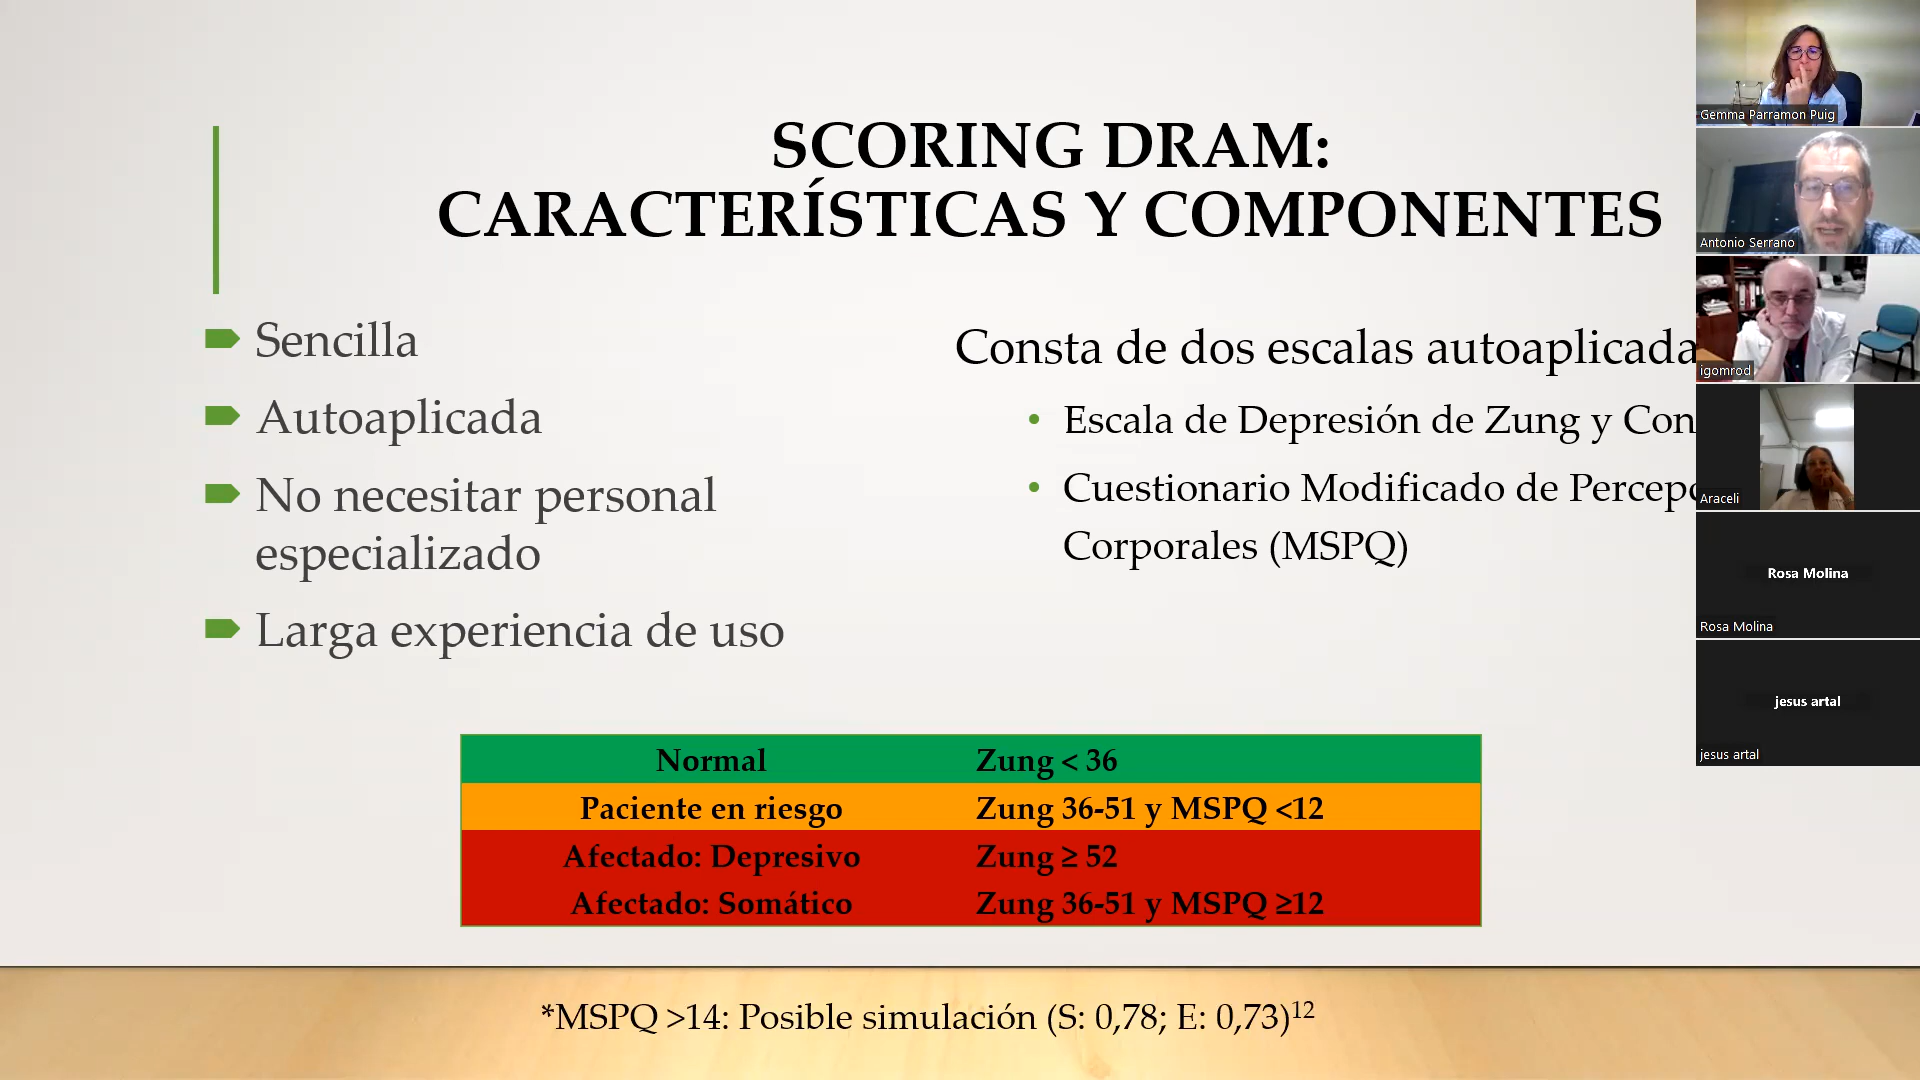 SCORING DRAM:
CARACTERÍSTICAS Y COMPONENTES
Sencilla
Autoaplicada
No necesitar personal
especializado
Larga experiencia de uso
Consta de dos escalas autoaplicada
Escala de Depresión de Zung y Con
Cuestionario Modificado de Percep
Corporales (MSPQ)
Normal Zung < 36
Paciente en riesgo Zung 36-51 y MSPQ <12
Afectado: Depresivo Zung ≥ 52
Afectado: Somático Zung 36-51 y MSPQ ≥12
*MSPQ >14: Posible simulación (S: 0,78; E: 0,73)12
Gemma Parramon Puig
Antonio Serrano
igomrod
Araceli
Rosa Molina
Rosa Molina
jesus artal
jesus artal